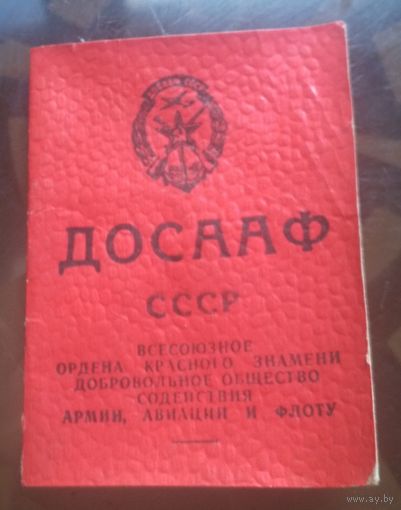 ДОСААФ
СССР
ВСЕСОЮЗНОЕ
ОРДЕНА КРАСНОГО ЗНАМЕНИ
ДОБРОВОЛЬНОЕ ОБЩЕСТВО
СОДЕЙСТВИЯ
АРМИИ, АВИАЦИИ И ФЛОТУ
www.ay.by